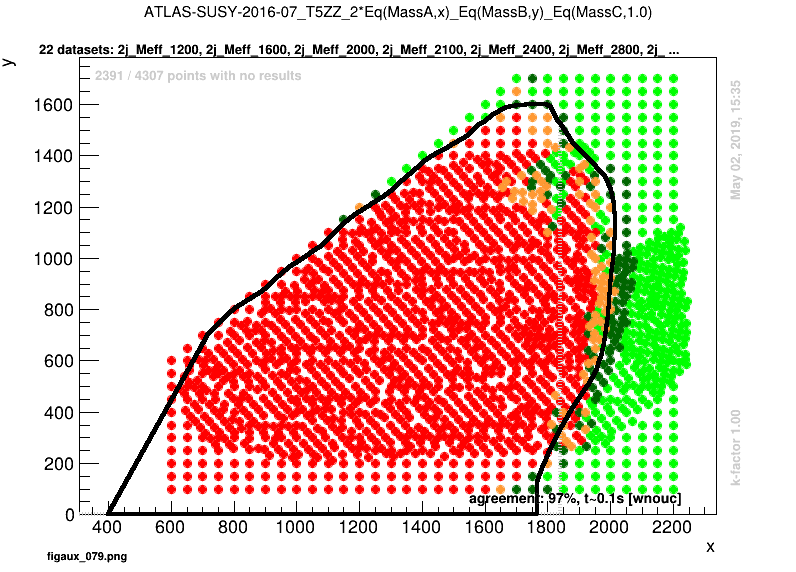 ATLAS-SUSY-2016-07_T5ZZ_2*Eq(MassA,x)_Eq(MassB,y)_Eq(MassC,1.0)
22 datasets: 2j_Meff_1200, 2j_Meff_1600, 2j_Meff_2000, 2j_Meff_2100, 2j_Meff_2400, 2j_Meff_2800, 2j_ ...
y
2391 / 4307 points with no results
May 02, 2019, 15:35
1600
1400
1200
1000
800
600
400
200
0
k-factor 1.00
agreement: 97%, t~0.1s [wnouc]
400 600 800 1000 1200 1400 1600 1800 2000 2200
x
figaux_079.png